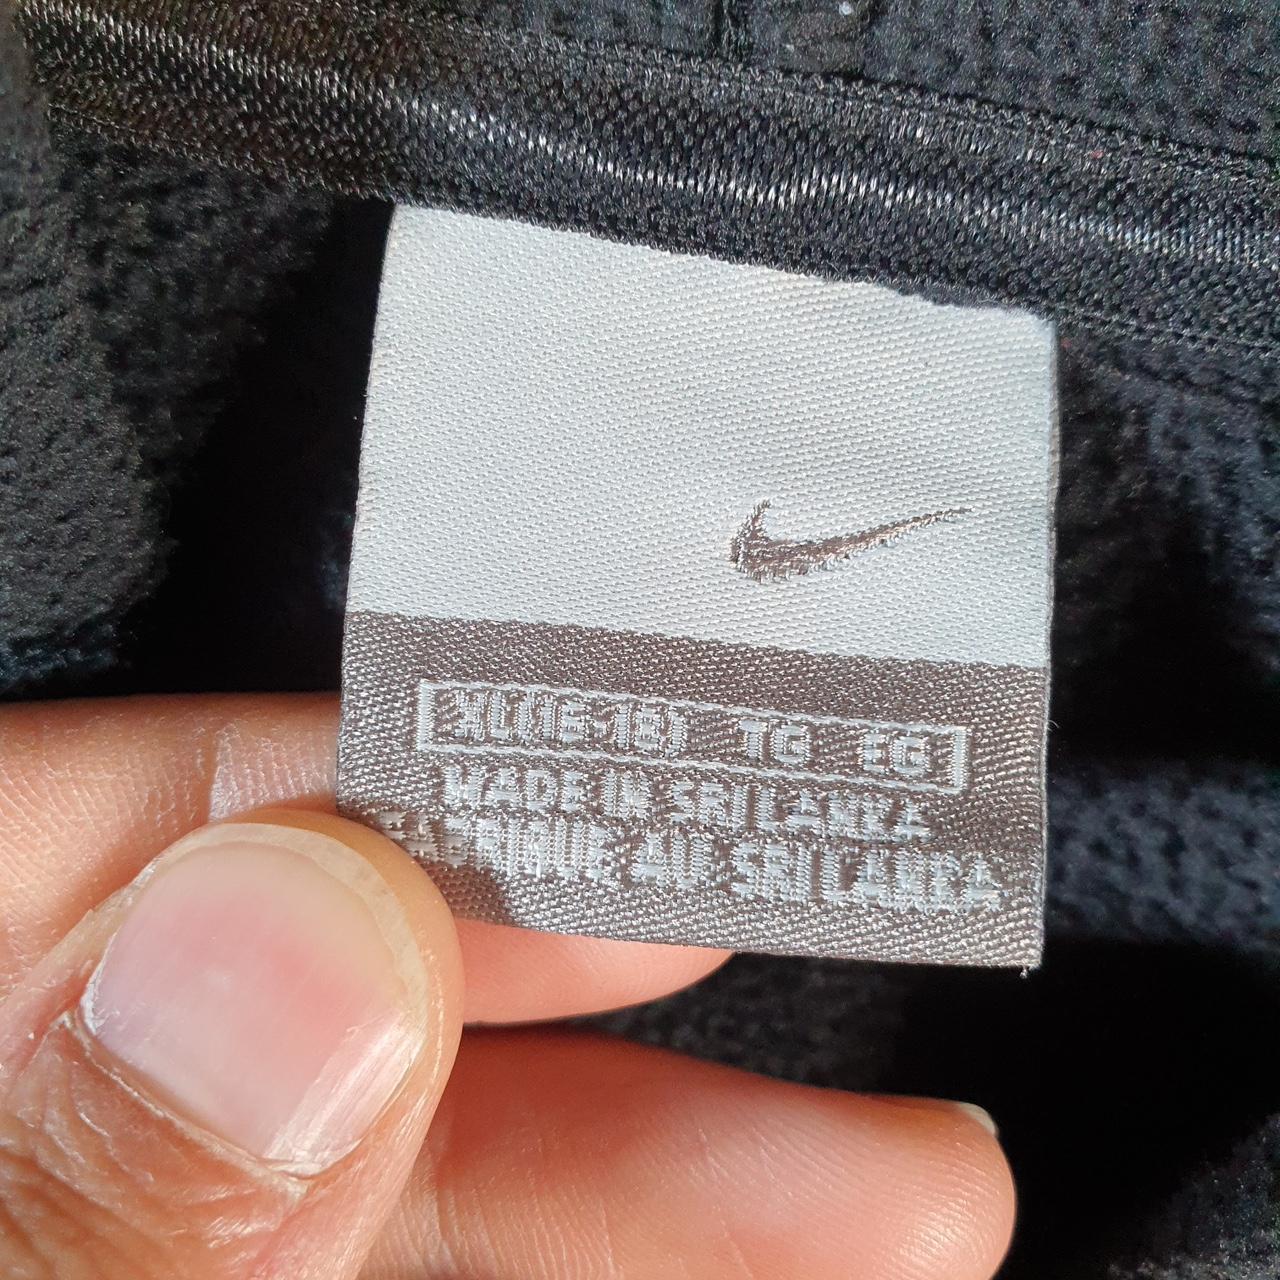 XL(16-18) TG EG
MADE IN SRI LANKA
FABRIQUE AU SRI LANKA